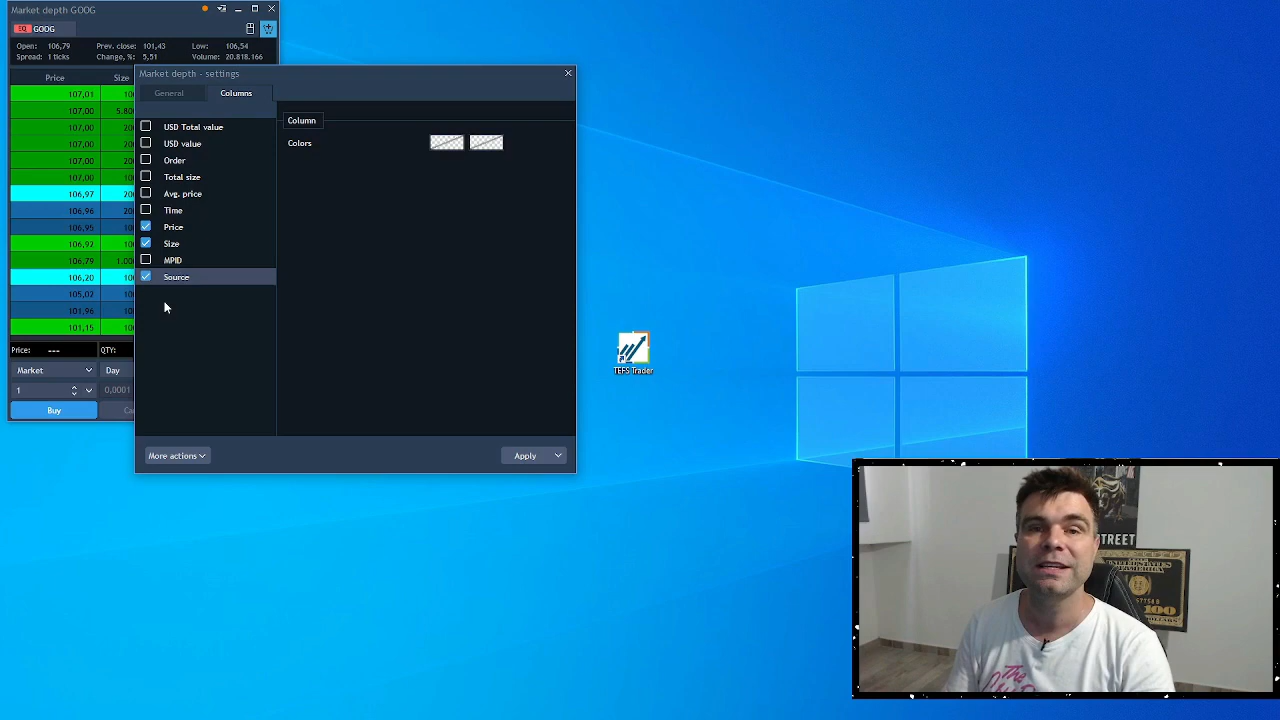 Market depth GOOG
EQ GOOG
Open: 106,79 Prev. close: 101,43 Low: 106,54
Spread: 1 ticks Change, %: 5,51 Volume: 20.818.166
Price Size
107,01
107,00
107,00
107,00
107,00
107,00
106,97
106,96
106,95
106,92
106,79
106,20
105,02
101,96
101,15
Price: --- QTY:
Market Day
1 0,0001
Buy
Market depth - settings
General Columns
USD Total value
USD value
Order
Total size
Avg. price
Time
Price
Size
MPID
Source
Column
Colors
More actions Apply
TEFS Trader
STREET
100